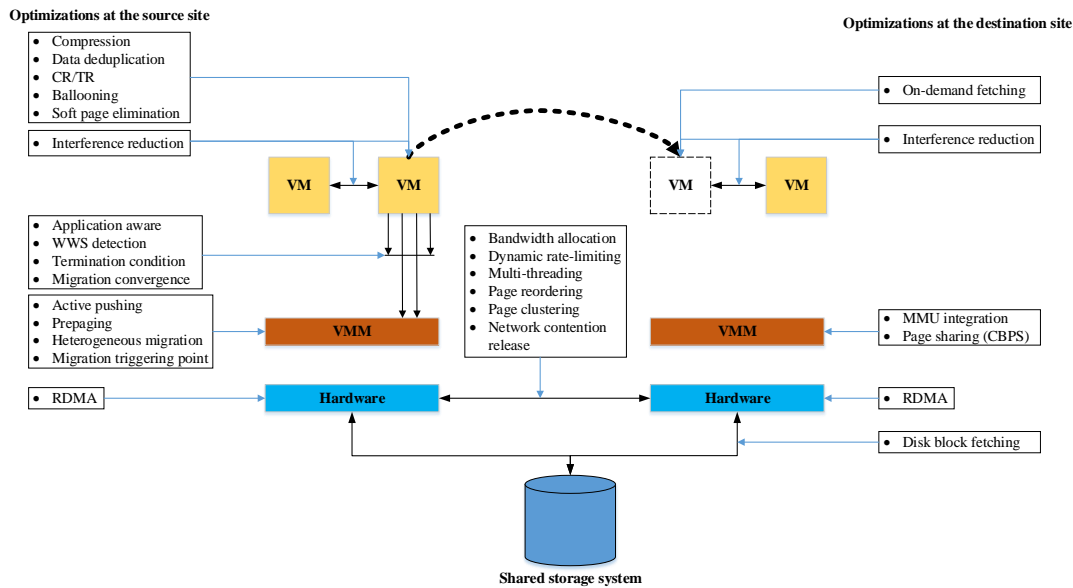 Optimizations at the source site
Optimizations at the destination site
• Compression
• Data deduplication
• CR/TR
• Ballooning
• Soft page elimination
• On-demand fetching
• Interference reduction
• Interference reduction
VM
VM
VM
VM
• Application aware
• WWS detection
• Termination condition
• Migration convergence
• Bandwidth allocation
• Dynamic rate-limiting
• Multi-threading
• Page reordering
• Page clustering
• Network contention
release
• Active pushing
• Prepaging
• Heterogeneous migration
• Migration triggering point
VMM
VMM
• MMU integration
• Page sharing (CBPS)
• RDMA
Hardware
Hardware
• RDMA
• Disk block fetching
Shared storage system